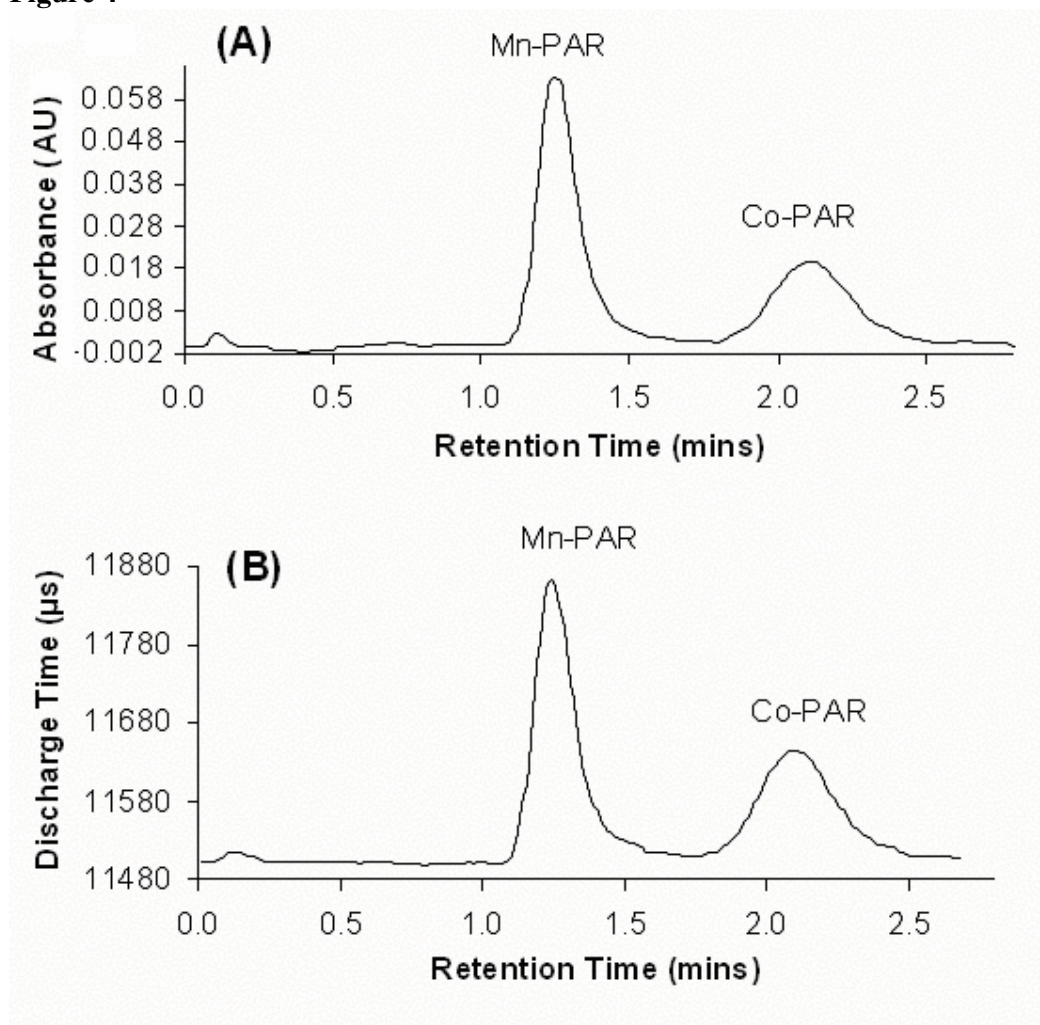 Figure 4
(A)
Mn-PAR
Co-PAR
Absorbance (AU)
0.058
0.048
0.038
0.028
0.018
0.008
-0.002
0.0 0.5 1.0 1.5 2.0 2.5
Retention Time (mins)
(B)
Mn-PAR
Co-PAR
Discharge Time (µs)
11880
11780
11680
11580
11480
0.0 0.5 1.0 1.5 2.0 2.5
Retention Time (mins)